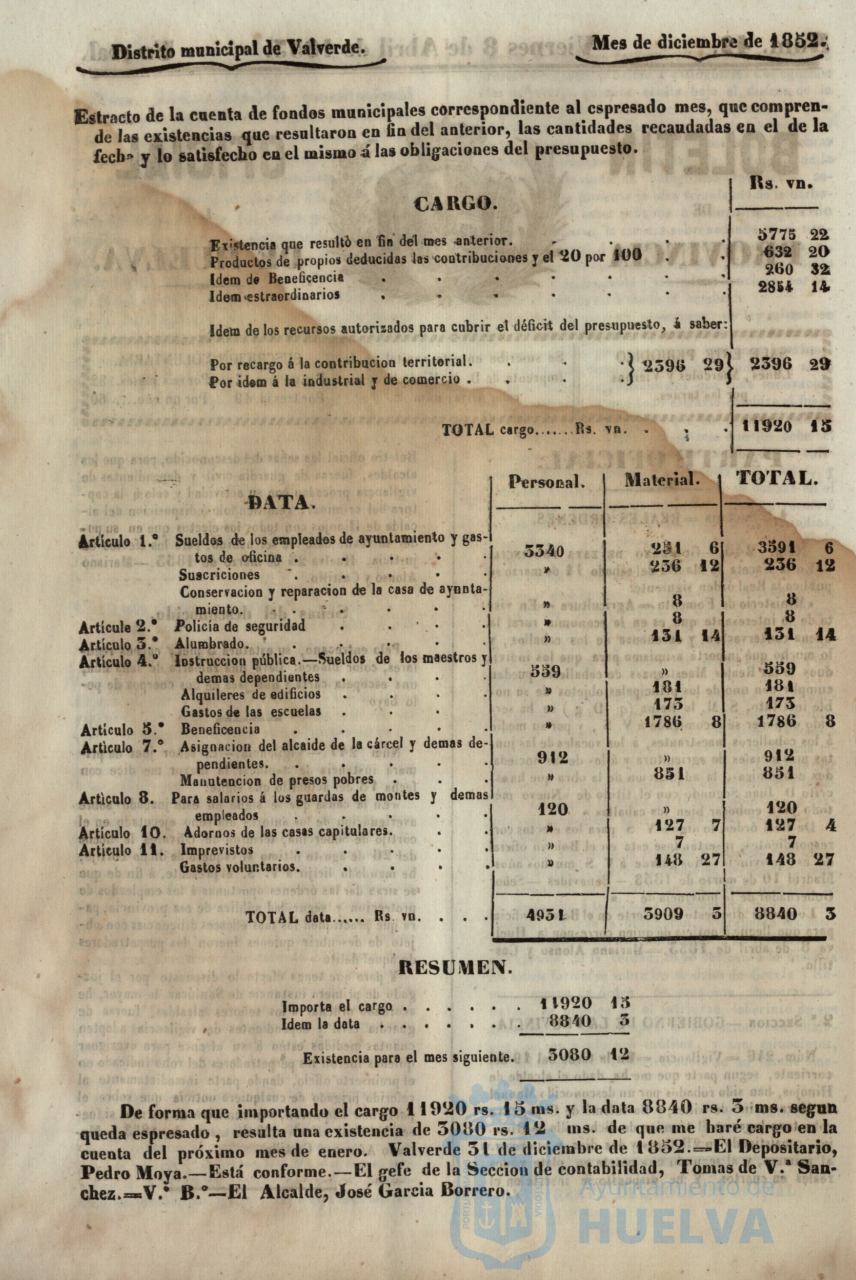 Distrito municipal de Valverde. Mes de diciembre de 1852.
Estracto de la cuenta de fondos municipales correspondiente al espresado mes, que compren-
de las existencias que resultaron en fin del anterior, las cantidades recaudadas en el de la
fecha y lo satisfecho en el mismo á las obligaciones del presupuesto.
Rs. vn.
CARGO.
Existencia que resultò en fin del mes anterior. 5775 22
Productos de propios deducidas las contribuciones y el 20 por 100 632 20
Idem de Beneficencia 260 32
Idem estraordinarios 2854 14
Idem de los recursos autorizados para cubrir el déficit del presupuesto, á saber:
Por recargo á la contribucion territorial. } 2396 29 } 2396 29
Por idem á la industrial y de comercio .
TOTAL cargo...... Rs. vn. 11920 15
DATA. Personal. Material. TOTAL.
Artículo 1.º Sueldos de los empleados de ayuntamiento y gas-
tos de oficina . 3340 251 6 3591 6
Suscriciones » 236 12 236 12
Conservacion y reparacion de la casa de ayunta-
miento. » 8 8
Articule 2.º Policía de seguridad » 8 8
Articulo 3.º Alumbrado. » 131 14 131 14
Artículo 4.º Instruccion pública.—Sueldos de los maestros y
demas dependientes . 559 » 559
Alquileres de edificios . » 181 181
Gastos de las escuelas . » 173 173
Artículo 5.º Beneficencia » 1786 8 1786 8
Artìculo 7.º Asignacion del alcaide de la cárcel y demas de-
pendientes. 912 » 912
Manutencion de presos pobres » 851 851
Artìculo 8. Para salarios á los guardas de montes y demas
empleados 120 » 120
Artículo 10. Adornos de las casas capitulares. » 127 7 127 4
Artículo 11. Imprevistos » 7 7
Gastos voluntarios. » 148 27 148 27
TOTAL data...... Rs vn. 4931 3909 3 8840 3
RESUMEN.
Importa el cargo . . . . . . 11920 15
Idem la data . . . . . . . 8840 3
Existencia para el mes siguiente. 3080 12
De forma que importando el cargo 11920 rs. 15 ms. y la data 8840 rs. 3 ms. segun
queda espresado , resulta una existencia de 3080 rs. 12 ms. de que me haré cargo en la
cuenta del próximo mes de enero. Valverde 31 de diciembre de 1852.=El Depositario,
Pedro Moya.—Está conforme.—El gefe de la Seccion de contabilidad, Tomas de V.ª San-
chez.=V.º B.º—El Alcalde, José Garcia Borrero.
Ayuntamiento de
HUELVA